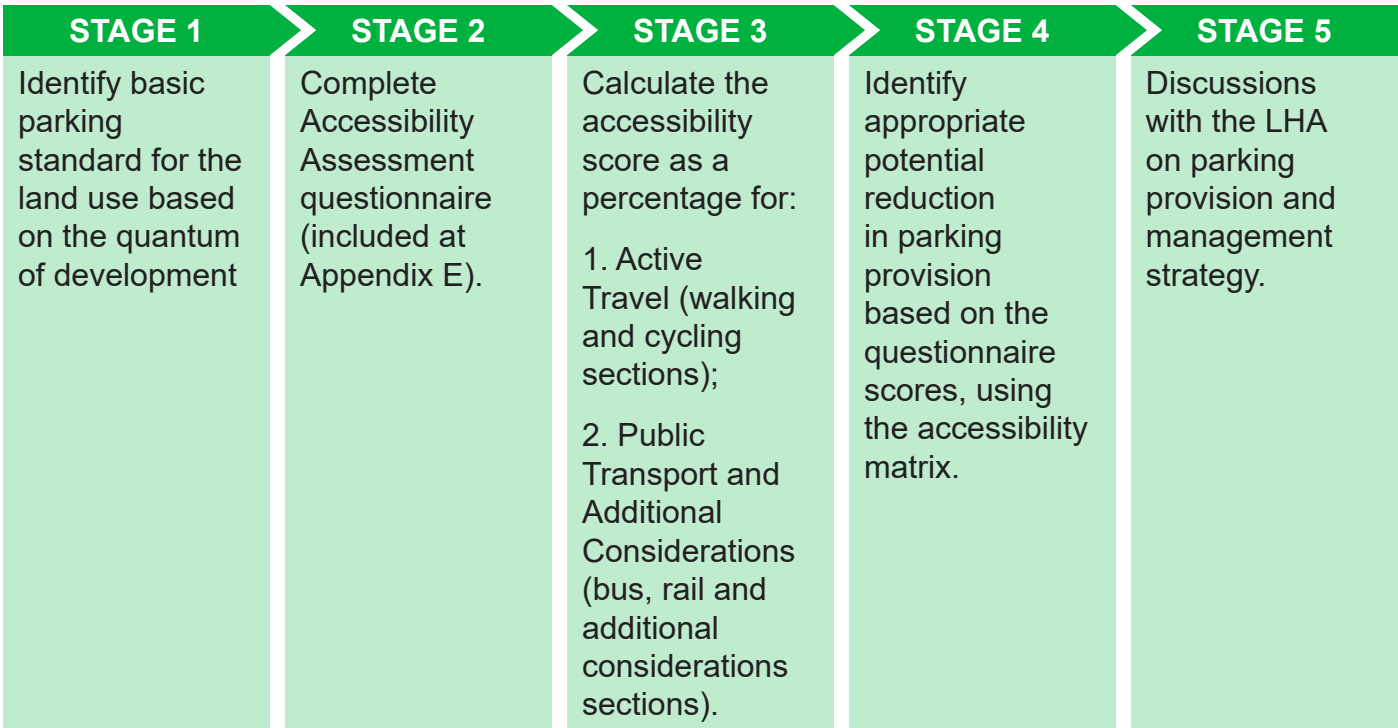 STAGE 1
Identify basic
parking
standard for the
land use based
on the quantum
of development
STAGE 2
Complete
Accessibility
Assessment
questionnaire
(included at
Appendix E).
STAGE 3
Calculate the
accessibility
score as a
percentage for:
1. Active
Travel (walking
and cycling
sections);
2. Public
Transport and
Additional
Considerations
(bus, rail and
additional
considerations
sections).
STAGE 4
Identify
appropriate
potential
reduction
in parking
provision
based on the
questionnaire
scores, using
the accessibility
matrix.
STAGE 5
Discussions
with the LHA
on parking
provision and
management
strategy.